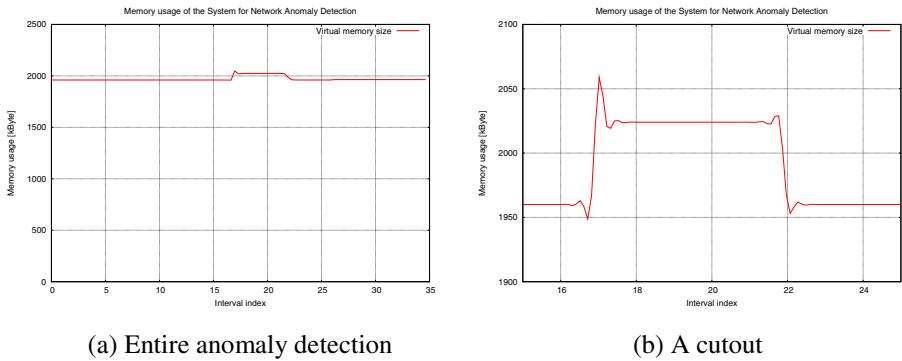 Memory usage of the System for Network Anomaly Detection
Virtual memory size
2500
2000
1500
1000
500
0
Memory usage [kByte]
0 5 10 15 20 25 30 35
Interval index
(a) Entire anomaly detection
Memory usage of the System for Network Anomaly Detection
Virtual memory size
2100
2050
2000
1950
1900
Memory usage [kByte]
16 18 20 22 24
Interval index
(b) A cutout